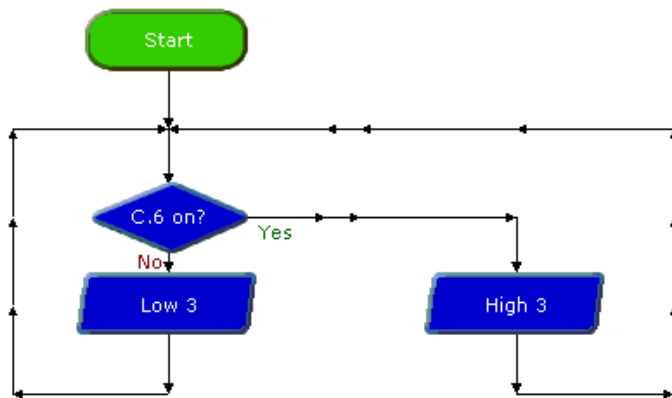 Start
C.6 on?
Yes
No
Low 3
High 3